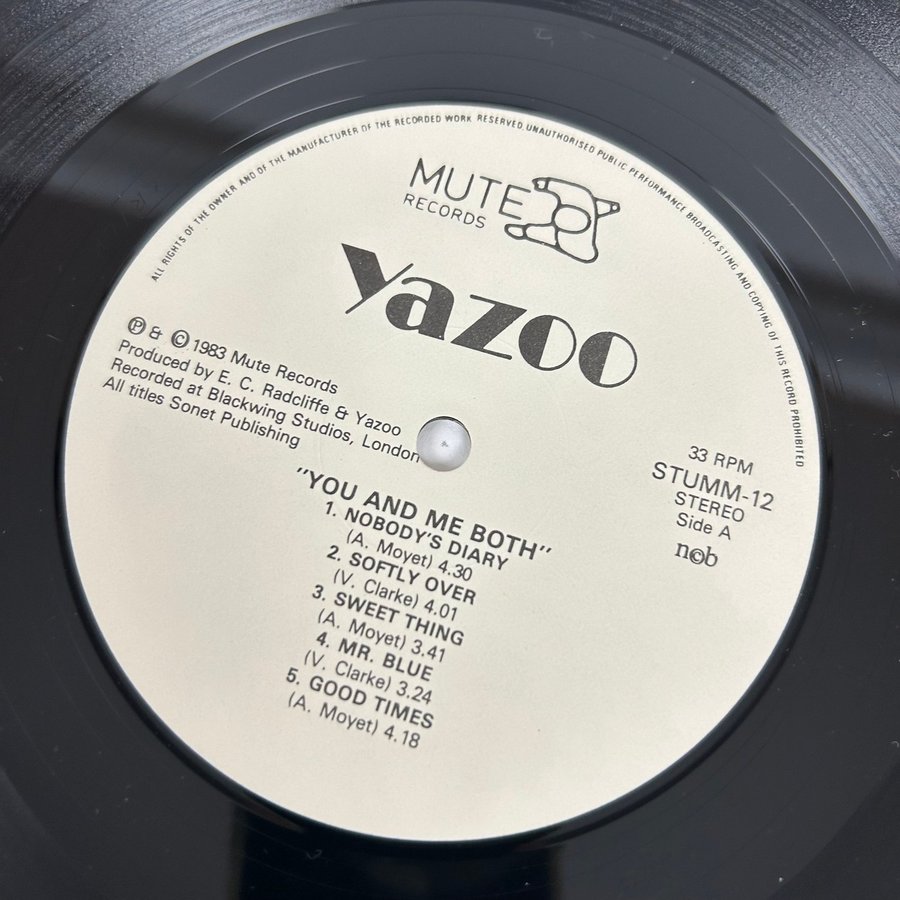 ALL RIGHTS OF THE OWNER AND OF THE MANUFACTURER OF THE RECORDED WORK RESERVED. UNAUTHORISED PUBLIC PERFORMANCE BROADCASTING AND COPYING OF THIS RECORD PROHIBITED
MUTE
RECORDS
Yazoo
Ⓟ & © 1983 Mute Records
Produced by E. C. Radcliffe & Yazoo
Recorded at Blackwing Studios, London
All titles Sonet Publishing
33 RPM
STUMM-12
STEREO
Side A
n©b
"YOU AND ME BOTH"
1. NOBODY'S DIARY
(A. Moyet) 4.30
2. SOFTLY OVER
(V. Clarke) 4.01
3. SWEET THING
(A. Moyet) 3.41
4. MR. BLUE
(V. Clarke) 3.24
5. GOOD TIMES
(A. Moyet) 4.18